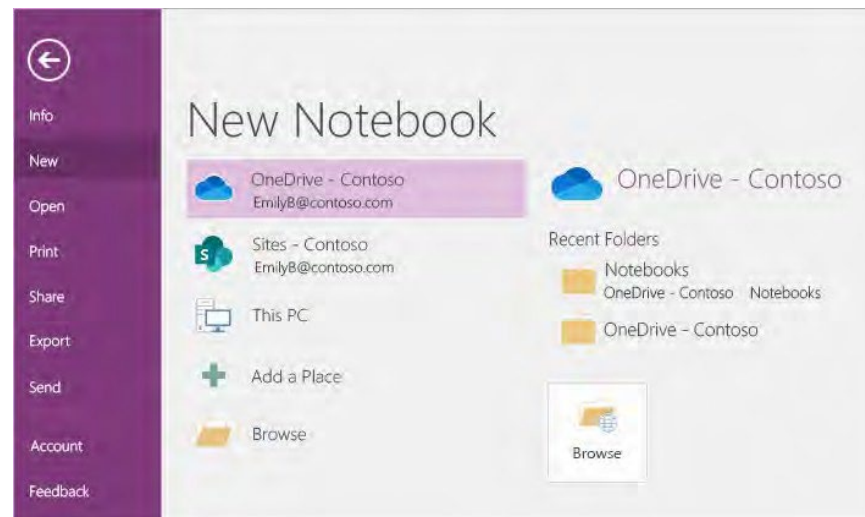 Info
New
Open
Print
Share
Export
Send
Account
Feedback
New Notebook
OneDrive - Contoso
EmilyB@contoso.com
S
Sites - Contoso
EmilyB@contoso.com
This PC
Add a Place
Browse
OneDrive - Contoso
Recent Folders
Notebooks
OneDrive - Contoso Notebooks
OneDrive - Contoso
Browse